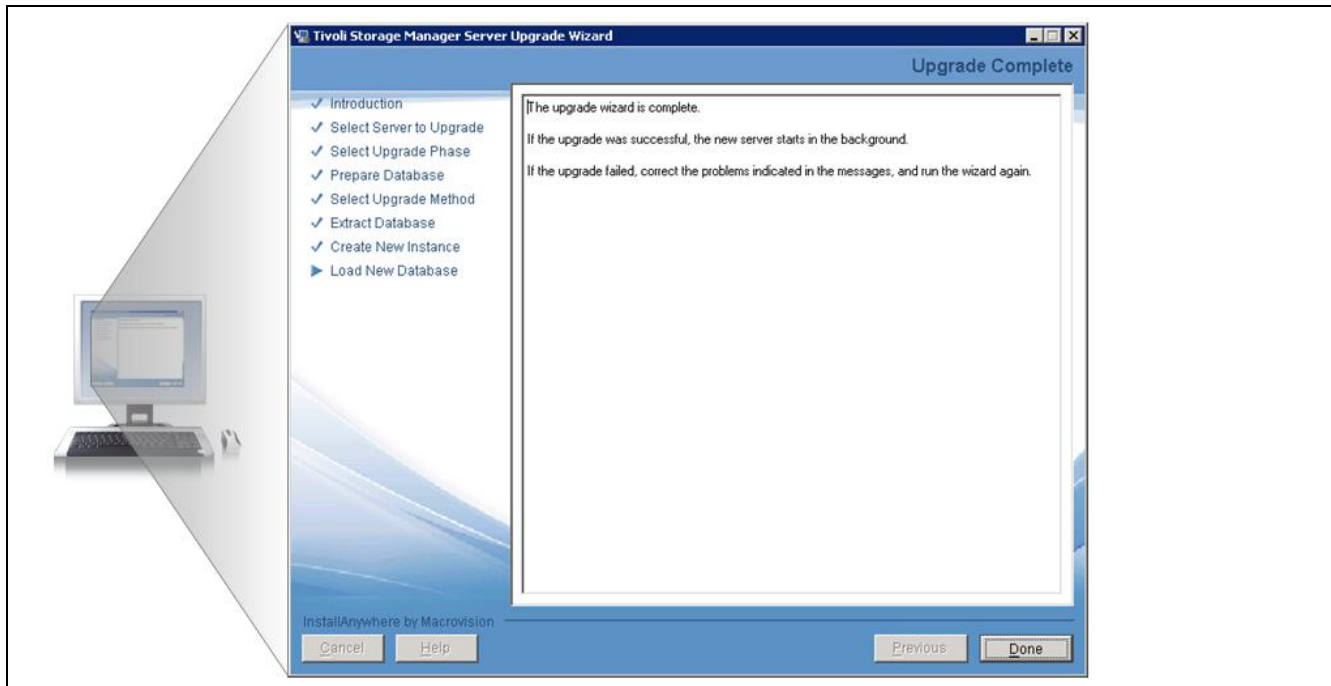 Tivoli Storage Manager Server Upgrade Wizard
Upgrade Complete
Introduction
Select Server to Upgrade
Select Upgrade Phase
Prepare Database
Select Upgrade Method
Extract Database
Create New Instance
Load New Database
The upgrade wizard is complete.
If the upgrade was successful, the new server starts in the background.
If the upgrade failed, correct the problems indicated in the messages, and run the wizard again.
InstallAnywhere by Macrovision
Cancel
Help
Previous
Done